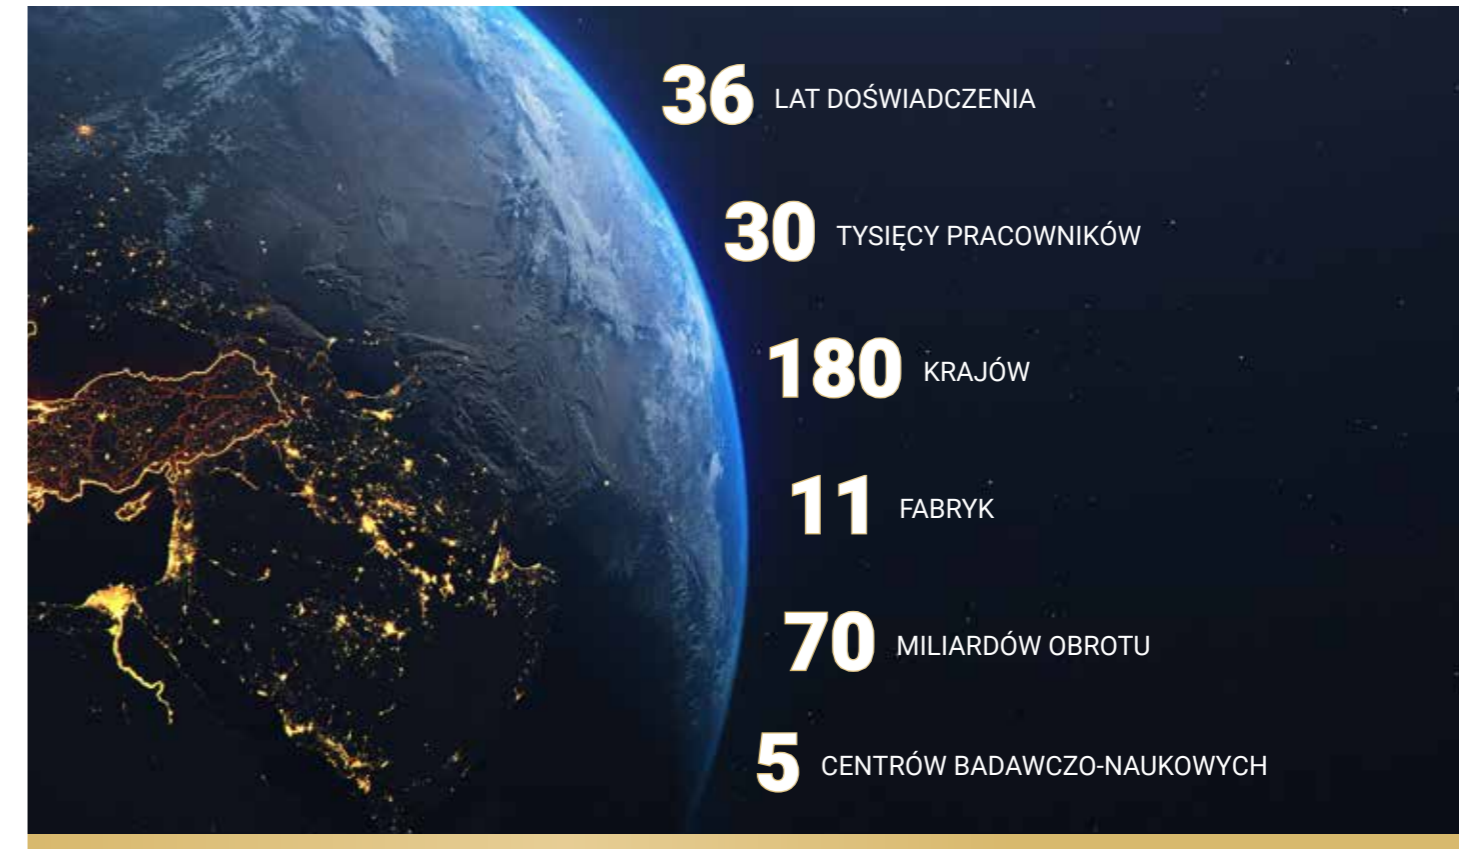 36 LAT DOŚWIADCZENIA
30 TYSIĘCY PRACOWNIKÓW
180 KRAJÓW
11 FABRYK
70 MILIARDÓW OBROTU
5 CENTRÓW BADAWCZO-NAUKOWYCH